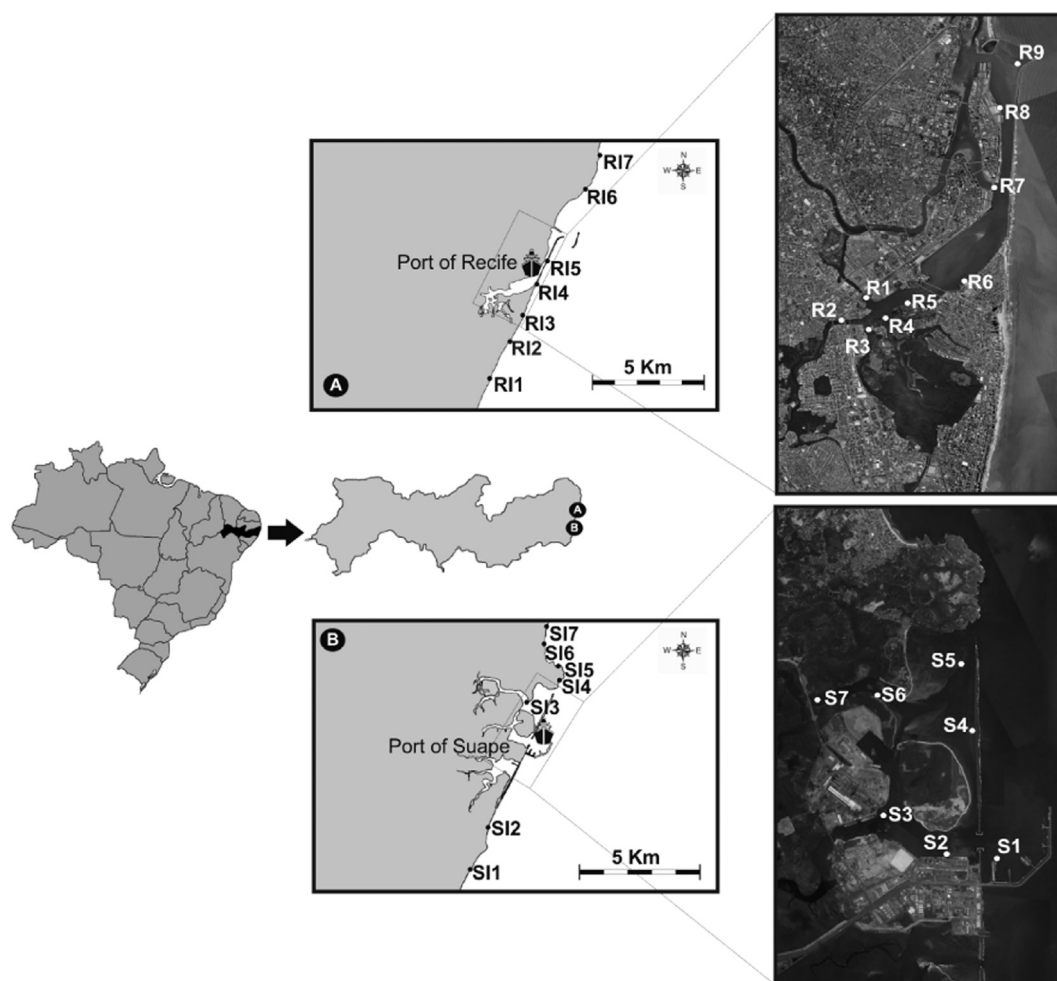 RI7
N
W E
S
RI6
Port of Recife
RI5
RI4
RI3
RI2
5 Km
A
RI1
R9
R8
R7
R6
R1
R5
R2
R4
R3
A
B
B
SI7
N
W E
S
SI6
SI5
SI4
SI3
Port of Suape
SI2
5 Km
SI1
S5
S7
S6
S4
S3
S2
S1